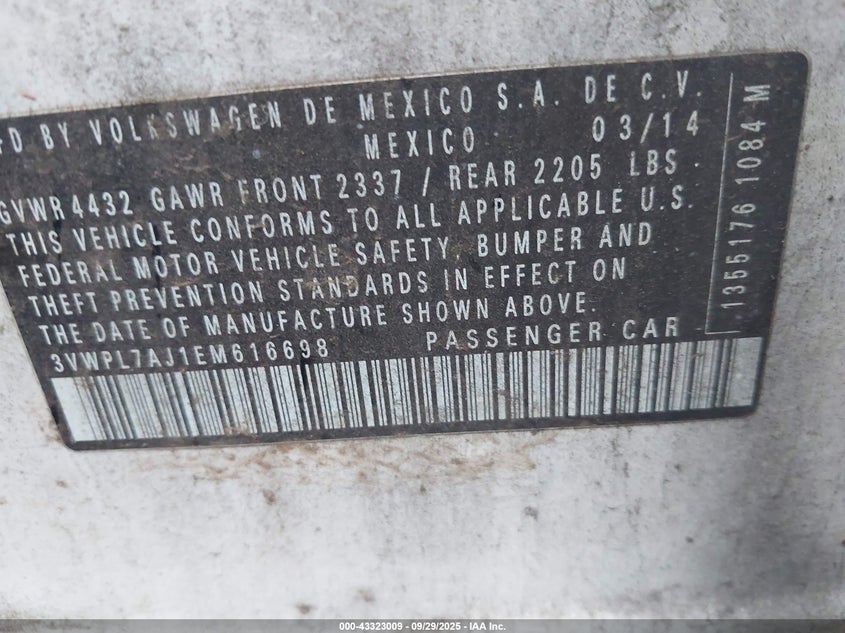 FD BY VOLKSWAGEN DE MEXICO S.A. DE C.V.
MEXICO 03/14
GVWR 4432 GAWR FRONT 2337 / REAR 2205 LBS
THIS VEHICLE CONFORMS TO ALL APPLICABLE U.S.
FEDERAL MOTOR VEHICLE SAFETY, BUMPER AND
THEFT PREVENTION STANDARDS IN EFFECT ON
THE DATE OF MANUFACTURE SHOWN ABOVE.
3VWPL7AJ1EM616698 PASSENGER CAR
1355176 1084 M
000-43323009 - 09/29/2025 - IAA Inc.